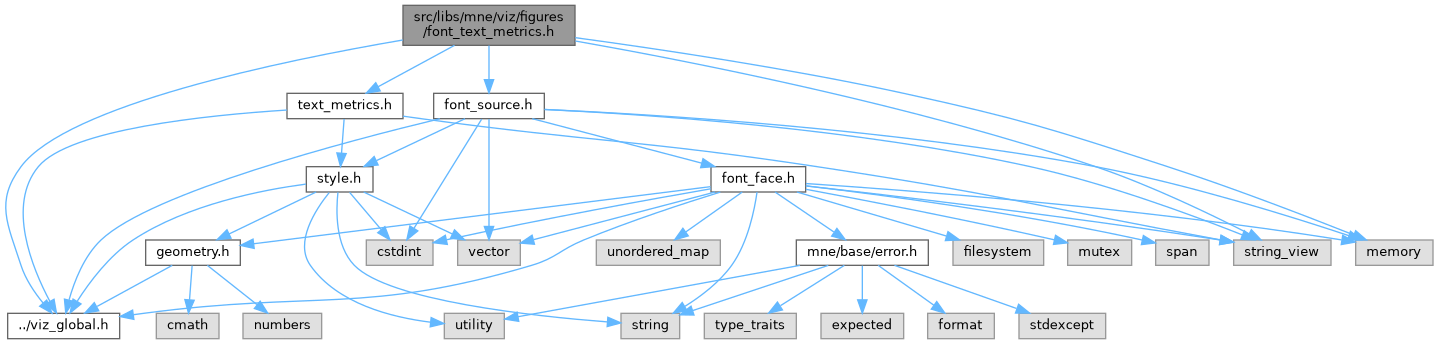 src/libs/mne/viz/figures
/font_text_metrics.h
text_metrics.h
font_source.h
style.h
font_face.h
geometry.h
cstdint
vector
unordered_map
mne/base/error.h
filesystem
mutex
span
string_view
memory
../viz_global.h
cmath
numbers
utility
string
type_traits
expected
format
stdexcept